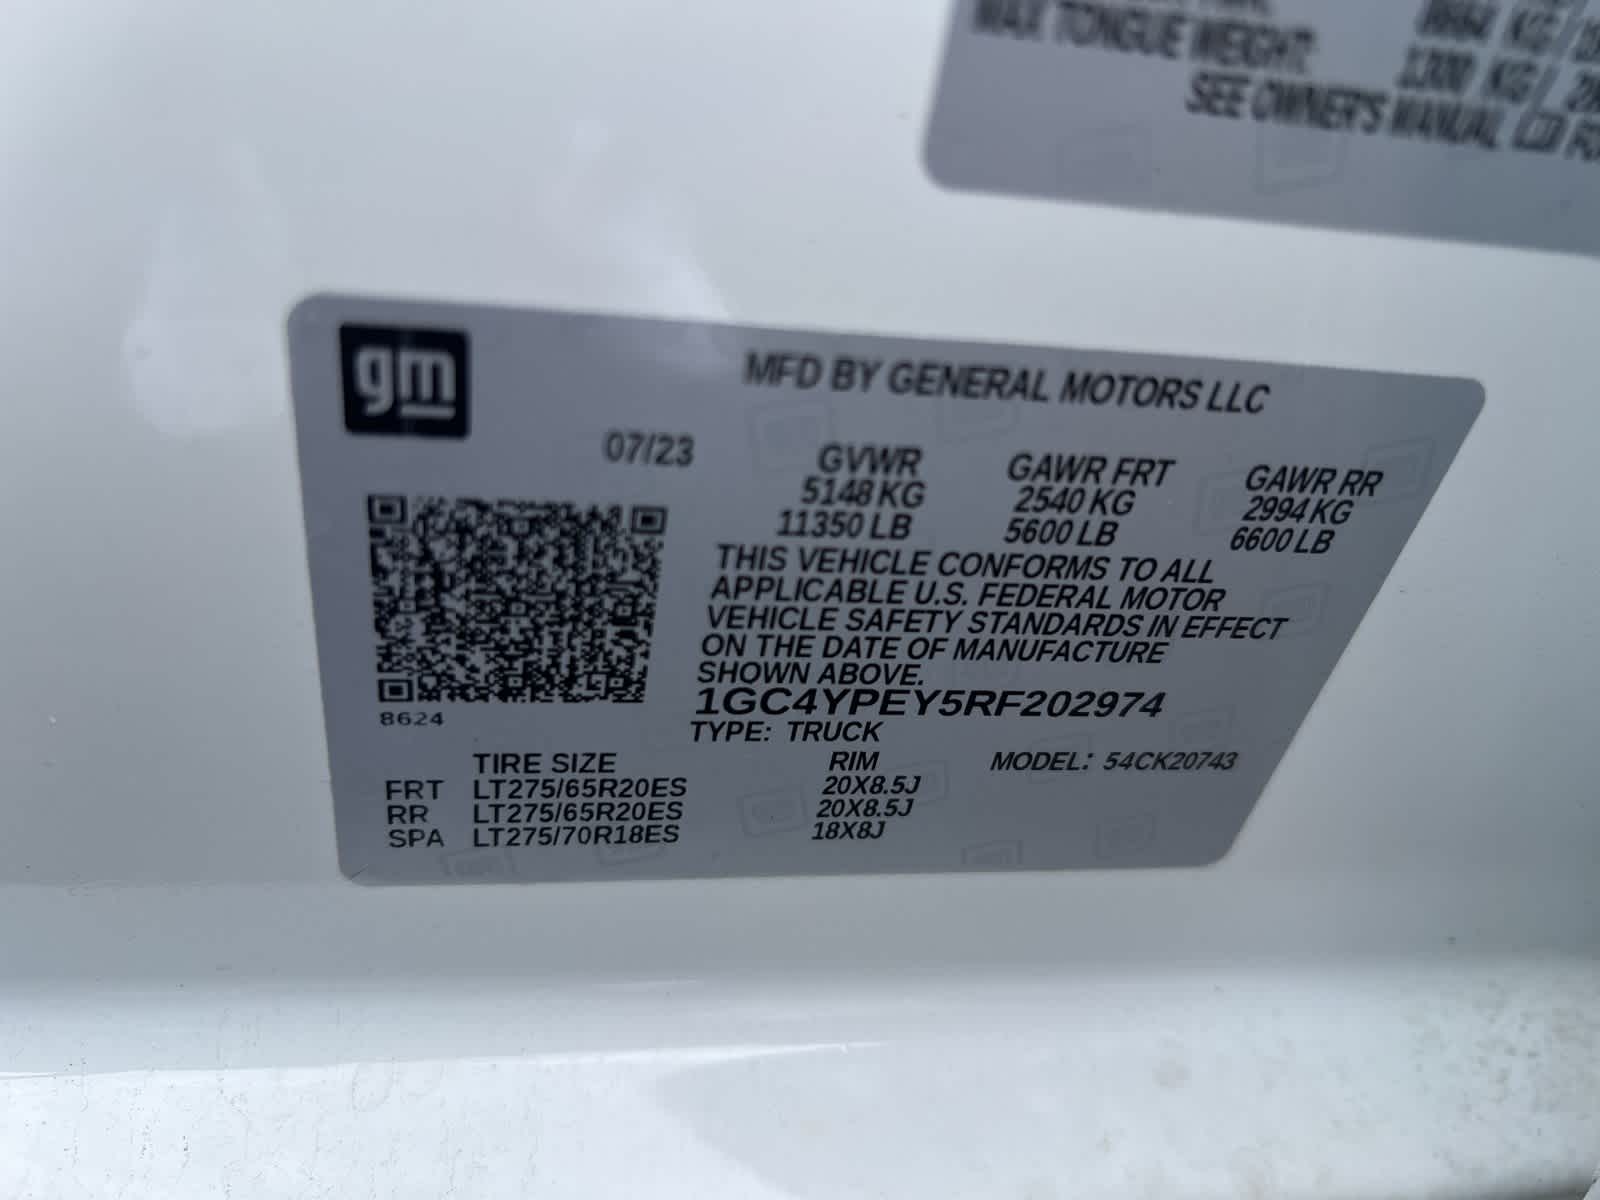 MAX TONGUE WEIGHT:
1300 KG/
SEE OWNER'S MANUAL
gm
MFD BY GENERAL MOTORS LLC
07/23
GVWR GAWR FRT GAWR RR
5148 KG 2540 KG 2994 KG
11350 LB 5600 LB 6600 LB
THIS VEHICLE CONFORMS TO ALL
APPLICABLE U.S. FEDERAL MOTOR
VEHICLE SAFETY STANDARDS IN EFFECT
ON THE DATE OF MANUFACTURE
SHOWN ABOVE.
1GC4YPEY5RF202974
8624
TYPE: TRUCK
TIRE SIZE RIM MODEL: 54CK20743
FRT LT275/65R20ES 20X8.5J
RR LT275/65R20ES 20X8.5J
SPA LT275/70R18ES 18X8J